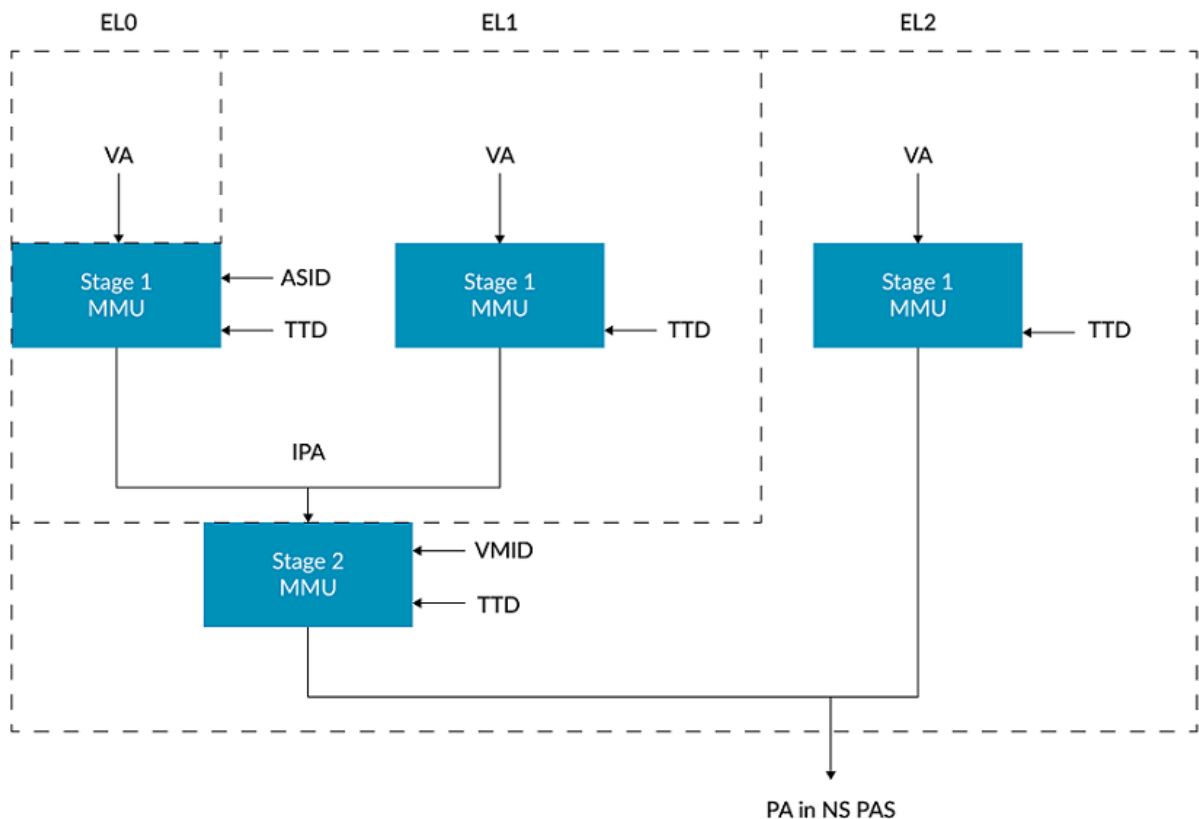 EL0
EL1
EL2
VA
VA
VA
Stage 1
MMU
ASID
TTD
Stage 1
MMU
TTD
Stage 1
MMU
TTD
IPA
Stage 2
MMU
VMID
TTD
PA in NS PAS